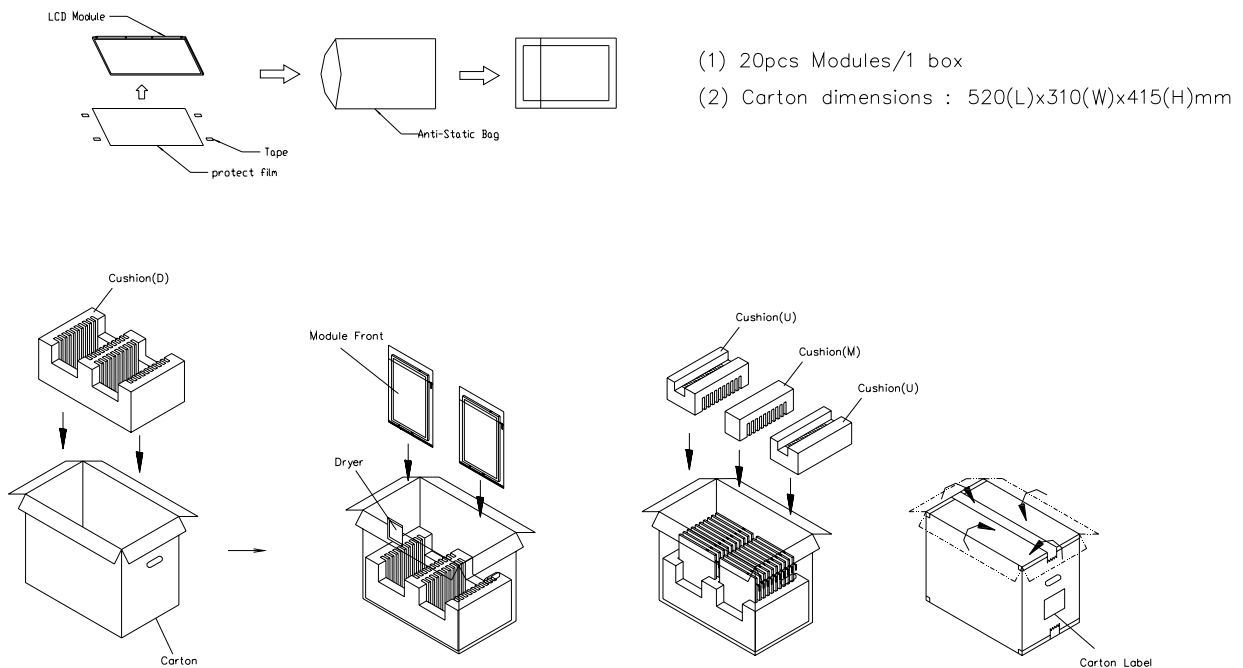 LCD Module
(1) 20pcs Modules/1 box
(2) Carton dimensions : 520(L)x310(W)x415(H)mm
Anti-Static Bag
Tape
protect film
Cushion(D)
Module Front
Cushion(U)
Cushion(M)
Cushion(U)
Dryer
Carton
Carton Label